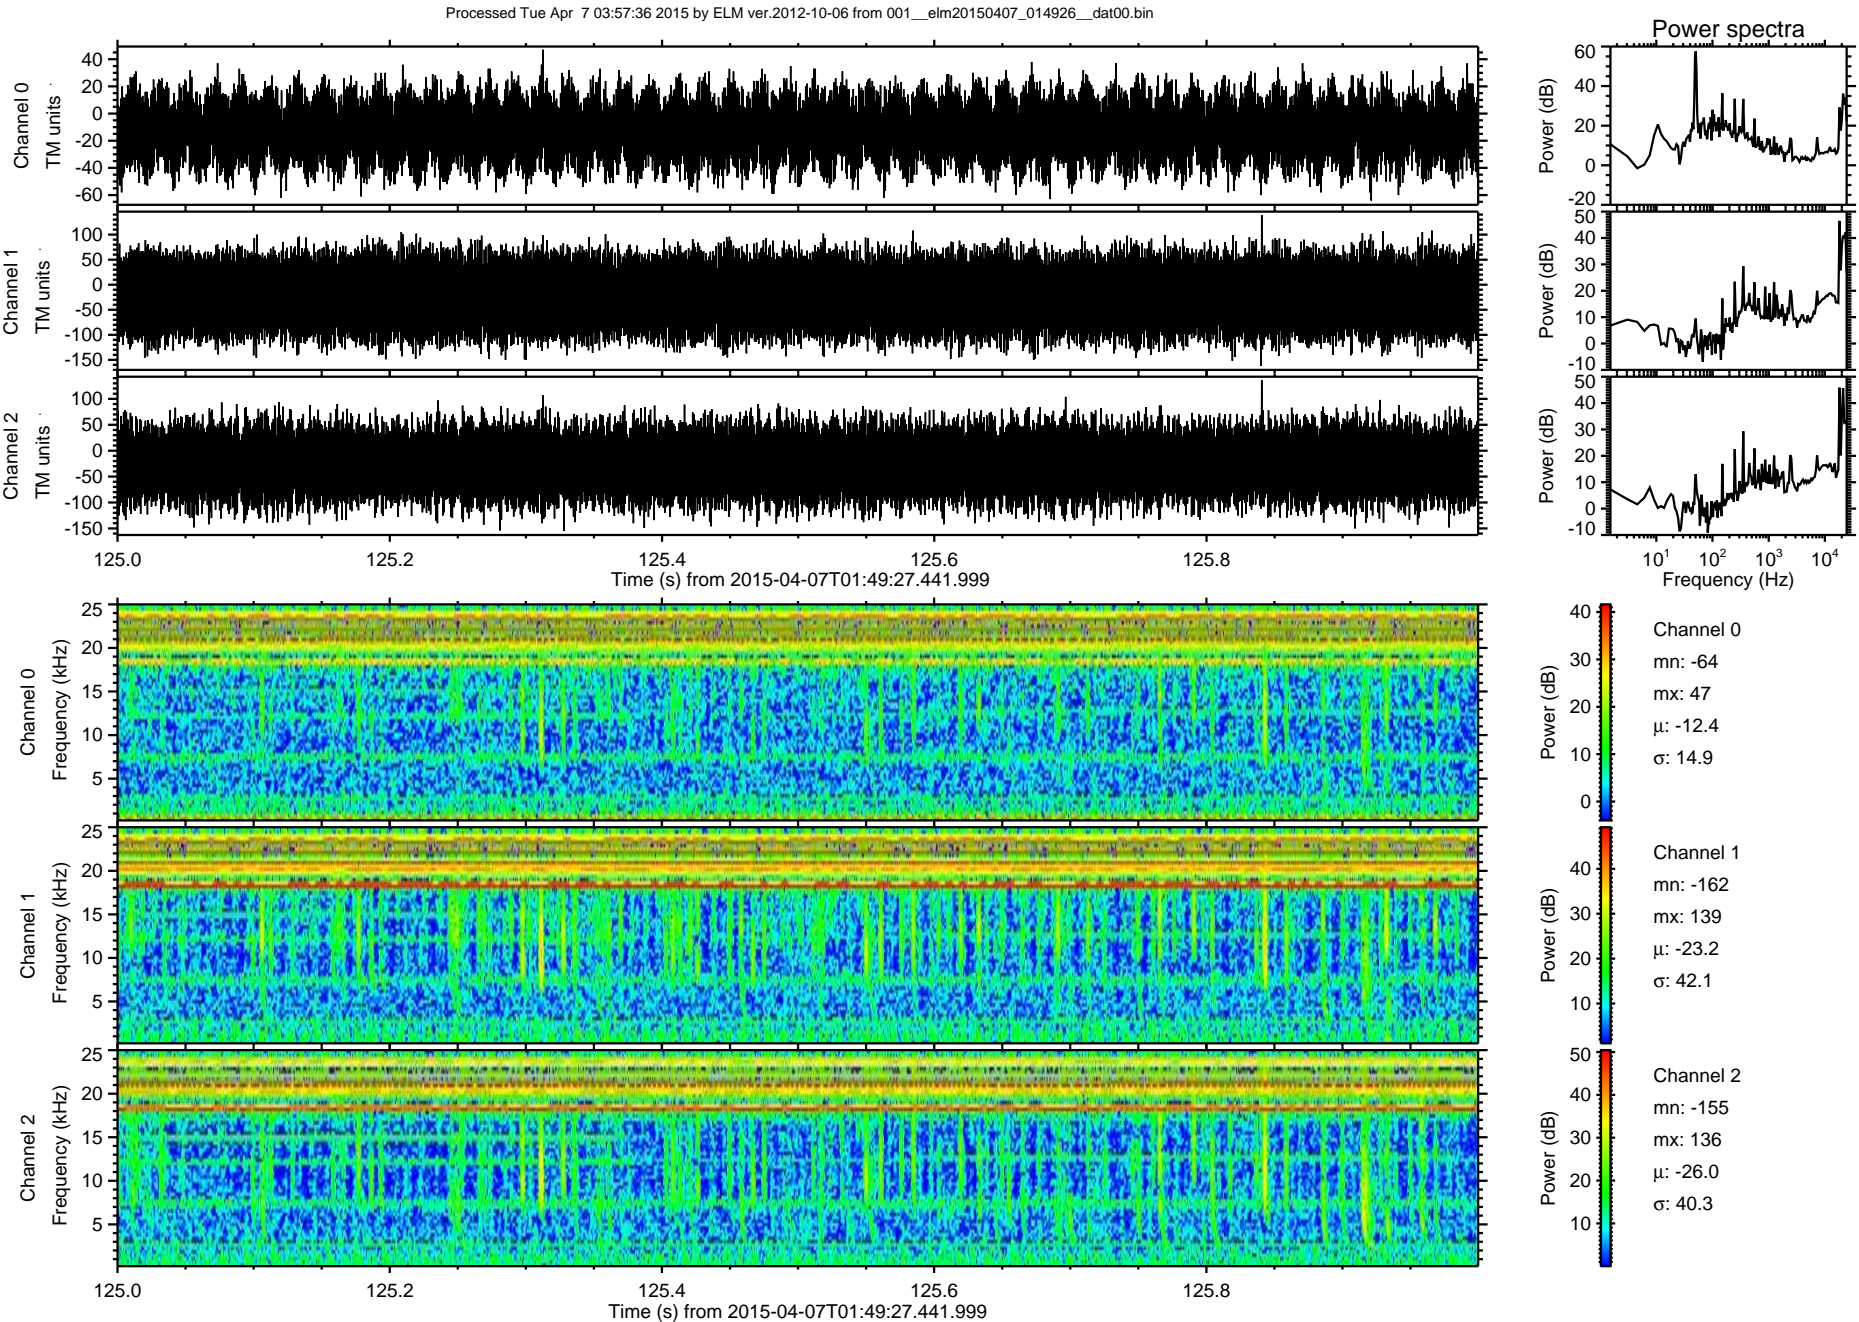 Processed Tue Apr  7 03:57:36 2015 by ELM ver.2012-10-06 from 001__elm20150407_014926__dat00.bin
Power spectra
Channel 0
TM units
40
20
0
-20
-40
-60
Power (dB)
60
40
20
0
-20
Channel 1
TM units
100
50
0
-50
-100
-150
Power (dB)
50
40
30
20
10
0
-10
Channel 2
TM units
100
50
0
-50
-100
-150
Power (dB)
50
40
30
20
10
0
-10
125.0 125.2 125.4 125.6 125.8
Time (s) from 2015-04-07T01:49:27.441.999
10¹ 10² 10³ 10⁴
Frequency (Hz)
Channel 0
Frequency (kHz)
25
20
15
10
5
Power (dB)
40
30
20
10
0
Channel 0
mn: -64
mx: 47
μ: -12.4
σ: 14.9
Channel 1
Frequency (kHz)
25
20
15
10
5
Power (dB)
40
30
20
10
Channel 1
mn: -162
mx: 139
μ: -23.2
σ: 42.1
Channel 2
Frequency (kHz)
25
20
15
10
5
Power (dB)
50
40
30
20
10
Channel 2
mn: -155
mx: 136
μ: -26.0
σ: 40.3
125.0 125.2 125.4 125.6 125.8
Time (s) from 2015-04-07T01:49:27.441.999